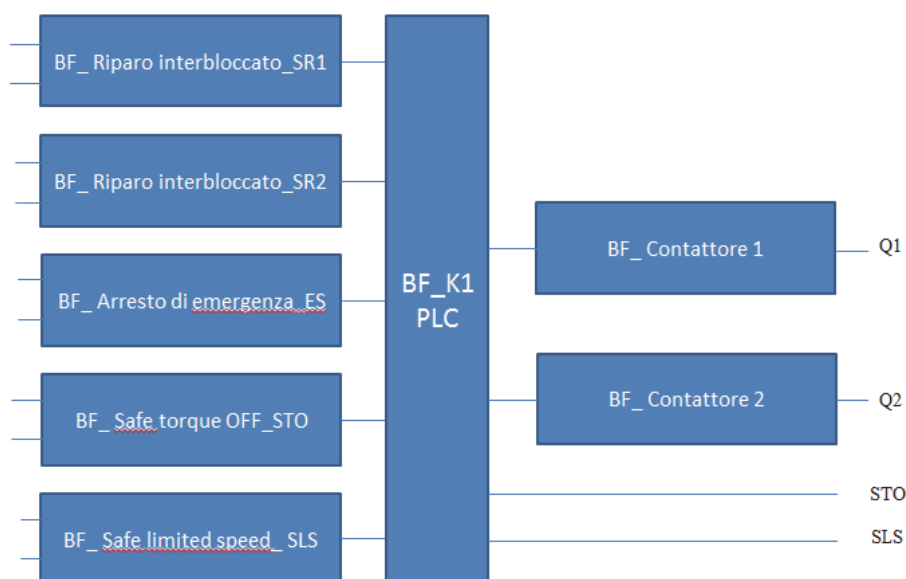 BF_ Riparo interbloccato_SR1
BF_ Riparo interbloccato_SR2
BF_ Arresto di emergenza_ES
BF_ Safe torque OFF_STO
BF_ Safe limited speed_ SLS
BF_K1
PLC
BF_ Contattore 1
Q1
BF_ Contattore 2
Q2
STO
SLS